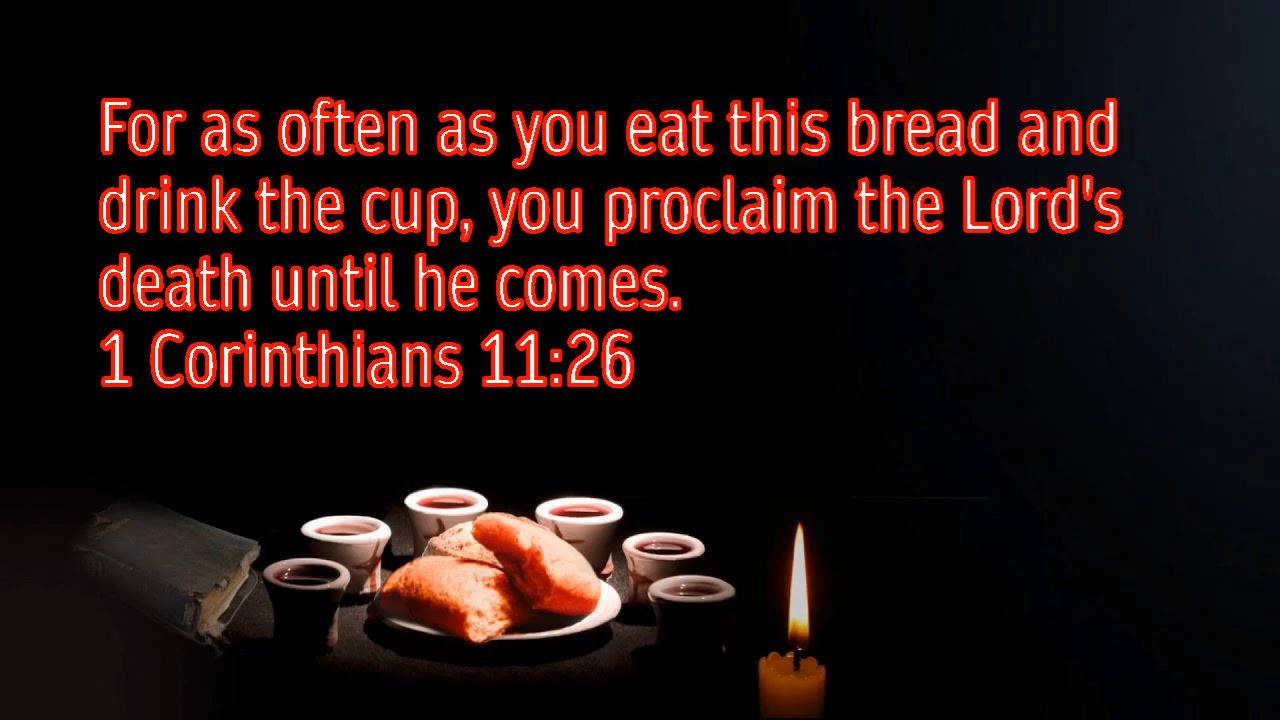 For as often as you eat this bread and
drink the cup, you proclaim the Lord's
death until he comes.
1 Corinthians 11:26